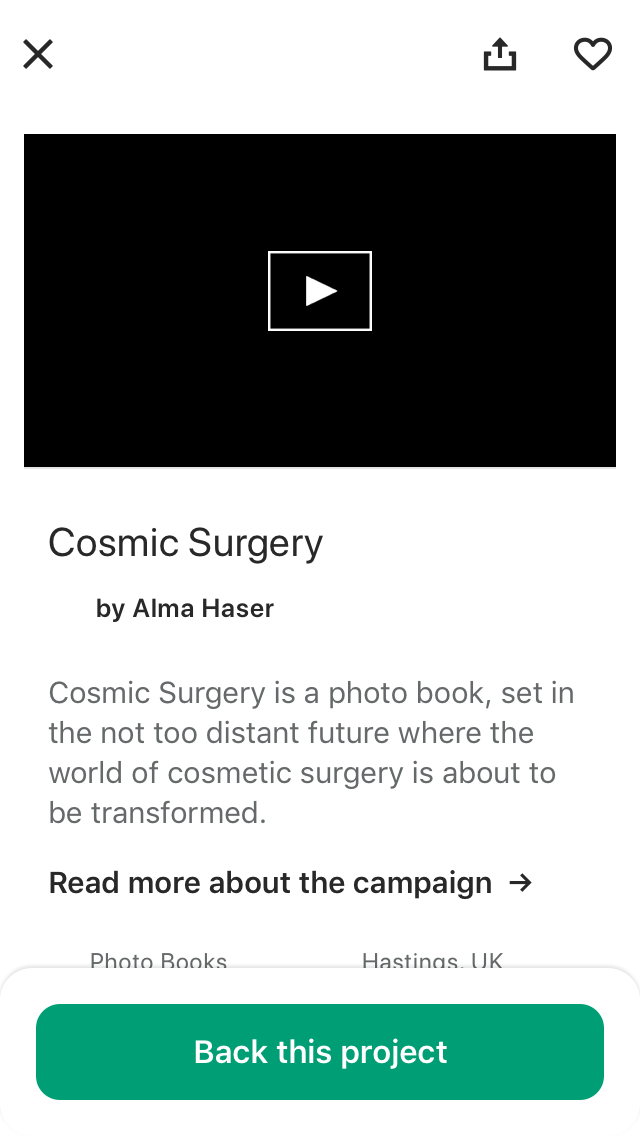 Cosmic Surgery
by Alma Haser
Cosmic Surgery is a photo book, set in
the not too distant future where the
world of cosmetic surgery is about to
be transformed.
Read more about the campaign →
Photo Books
Hastings, UK
Back this project